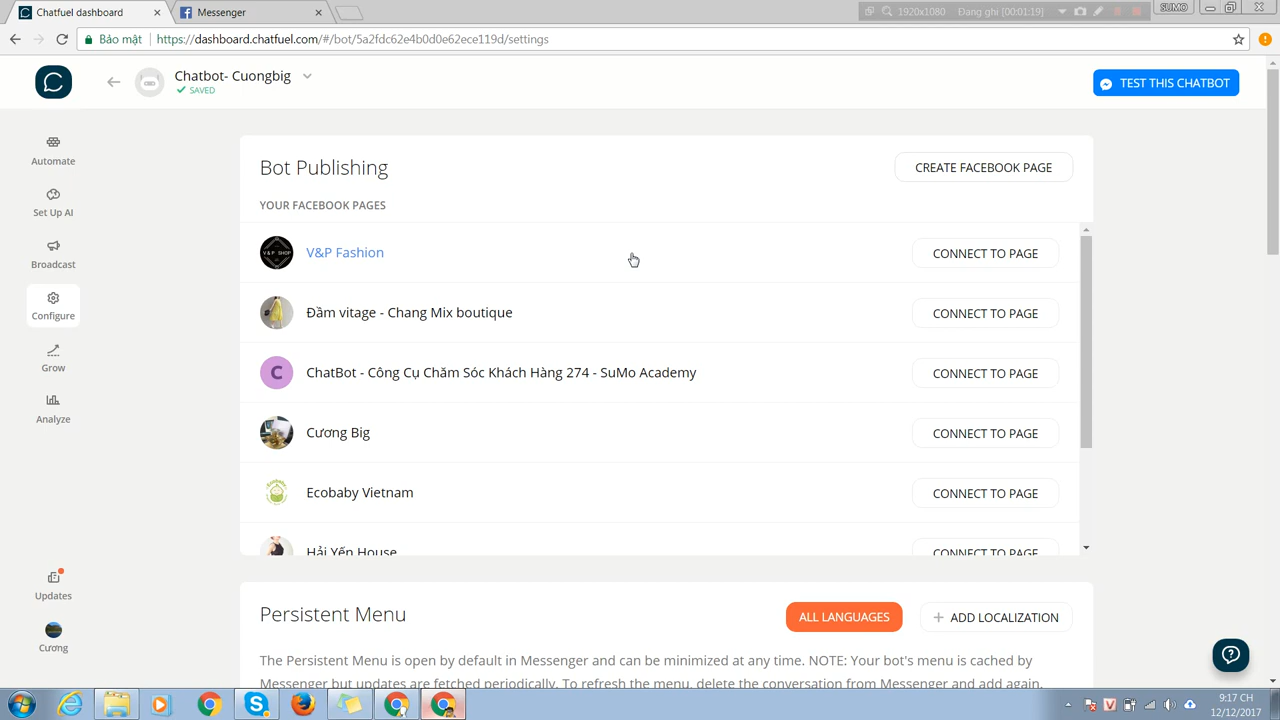 Chatfuel dashboard
Messenger
1920x1080
Đang ghi [00:01:19]
SUMO
Bảo mật
https://dashboard.chatfuel.com/#/bot/5a2fdc62e4b0d0e62ece119d/settings
Chatbot- Cuongbig
SAVED
TEST THIS CHATBOT
Automate
Set Up AI
Broadcast
Configure
Grow
Analyze
Updates
Cương
Bot Publishing
CREATE FACEBOOK PAGE
YOUR FACEBOOK PAGES
V&P SHOP
V&P Fashion
CONNECT TO PAGE
Đầm vitage - Chang Mix boutique
CONNECT TO PAGE
C
ChatBot - Công Cụ Chăm Sóc Khách Hàng 274 - SuMo Academy
CONNECT TO PAGE
Cương Big
CONNECT TO PAGE
Ecobaby Vietnam
CONNECT TO PAGE
Hải Yến House
CONNECT TO PAGE
Persistent Menu
ALL LANGUAGES
+ ADD LOCALIZATION
The Persistent Menu is open by default in Messenger and can be minimized at any time. NOTE: Your bot's menu is cached by
Messenger but updates are fetched periodically. To refresh the menu, delete the conversation from Messenger and add again.
9:17 CH
12/12/2017